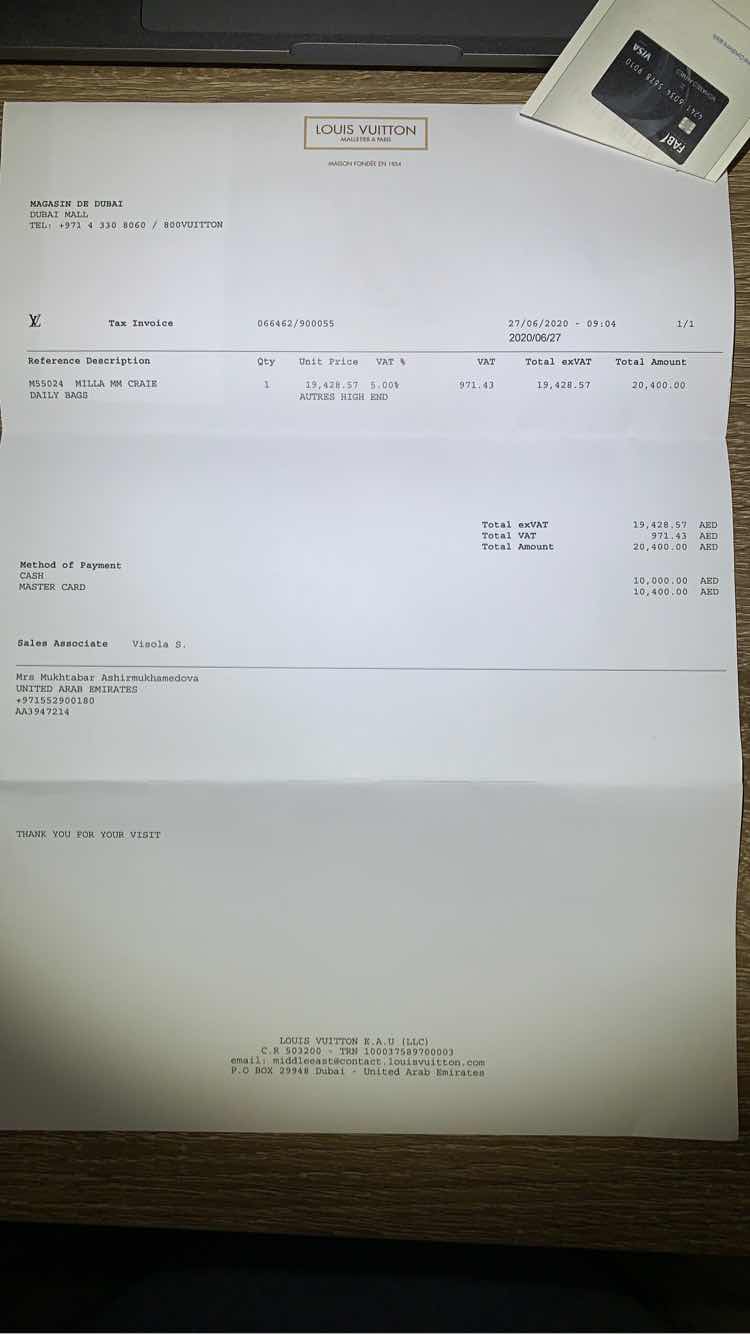 LOUIS VUITTON
MALLETIER A PARIS
MAISON FONDÉE EN 1854
VISA
4241 6034 5678 9010
FAB
MAGASIN DE DUBAI
DUBAI MALL
TEL: +971 4 330 8060 / 800VUITTON
LV Tax Invoice 066462/900055 27/06/2020 - 09:04 1/1
2020/06/27
Reference Description Qty Unit Price VAT % VAT Total exVAT Total Amount
M55024 MILLA MM CRAIE 1 19,428.57 5.00% 971.43 19,428.57 20,400.00
DAILY BAGS AUTRES HIGH END
Total exVAT 19,428.57 AED
Total VAT 971.43 AED
Total Amount 20,400.00 AED
Method of Payment
CASH 10,000.00 AED
MASTER CARD 10,400.00 AED
Sales Associate Visola S.
Mrs Mukhtabar Ashirmukhamedova
UNITED ARAB EMIRATES
+971552900180
AA3947214
THANK YOU FOR YOUR VISIT
LOUIS VUITTON E.A.U (LLC)
C.R 503200 - TRN 100037589700003
email: middleeast@contact.louisvuitton.com
P.O BOX 29948 Dubai - United Arab Emirates